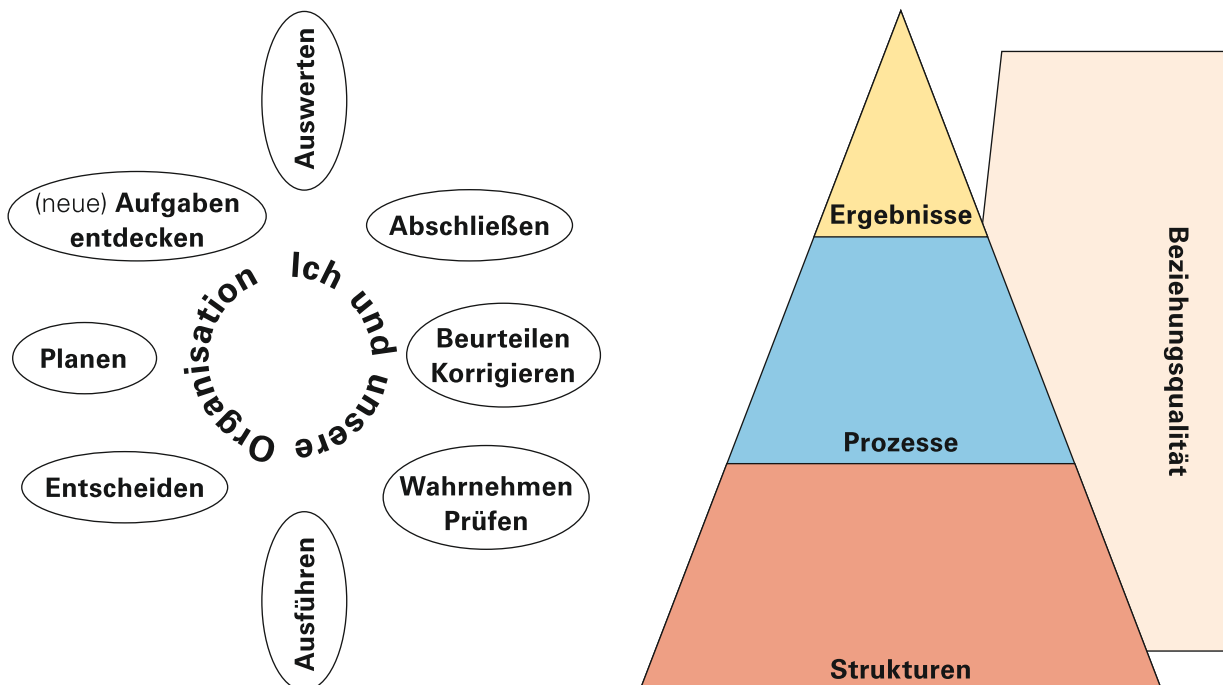 Auswerten
(neue) Aufgaben
entdecken
Abschließen
Ich und unsere Organisation
Planen
Beurteilen
Korrigieren
Entscheiden
Wahrnehmen
Prüfen
Ausführen
Ergebnisse
Prozesse
Strukturen
Beziehungsqualität